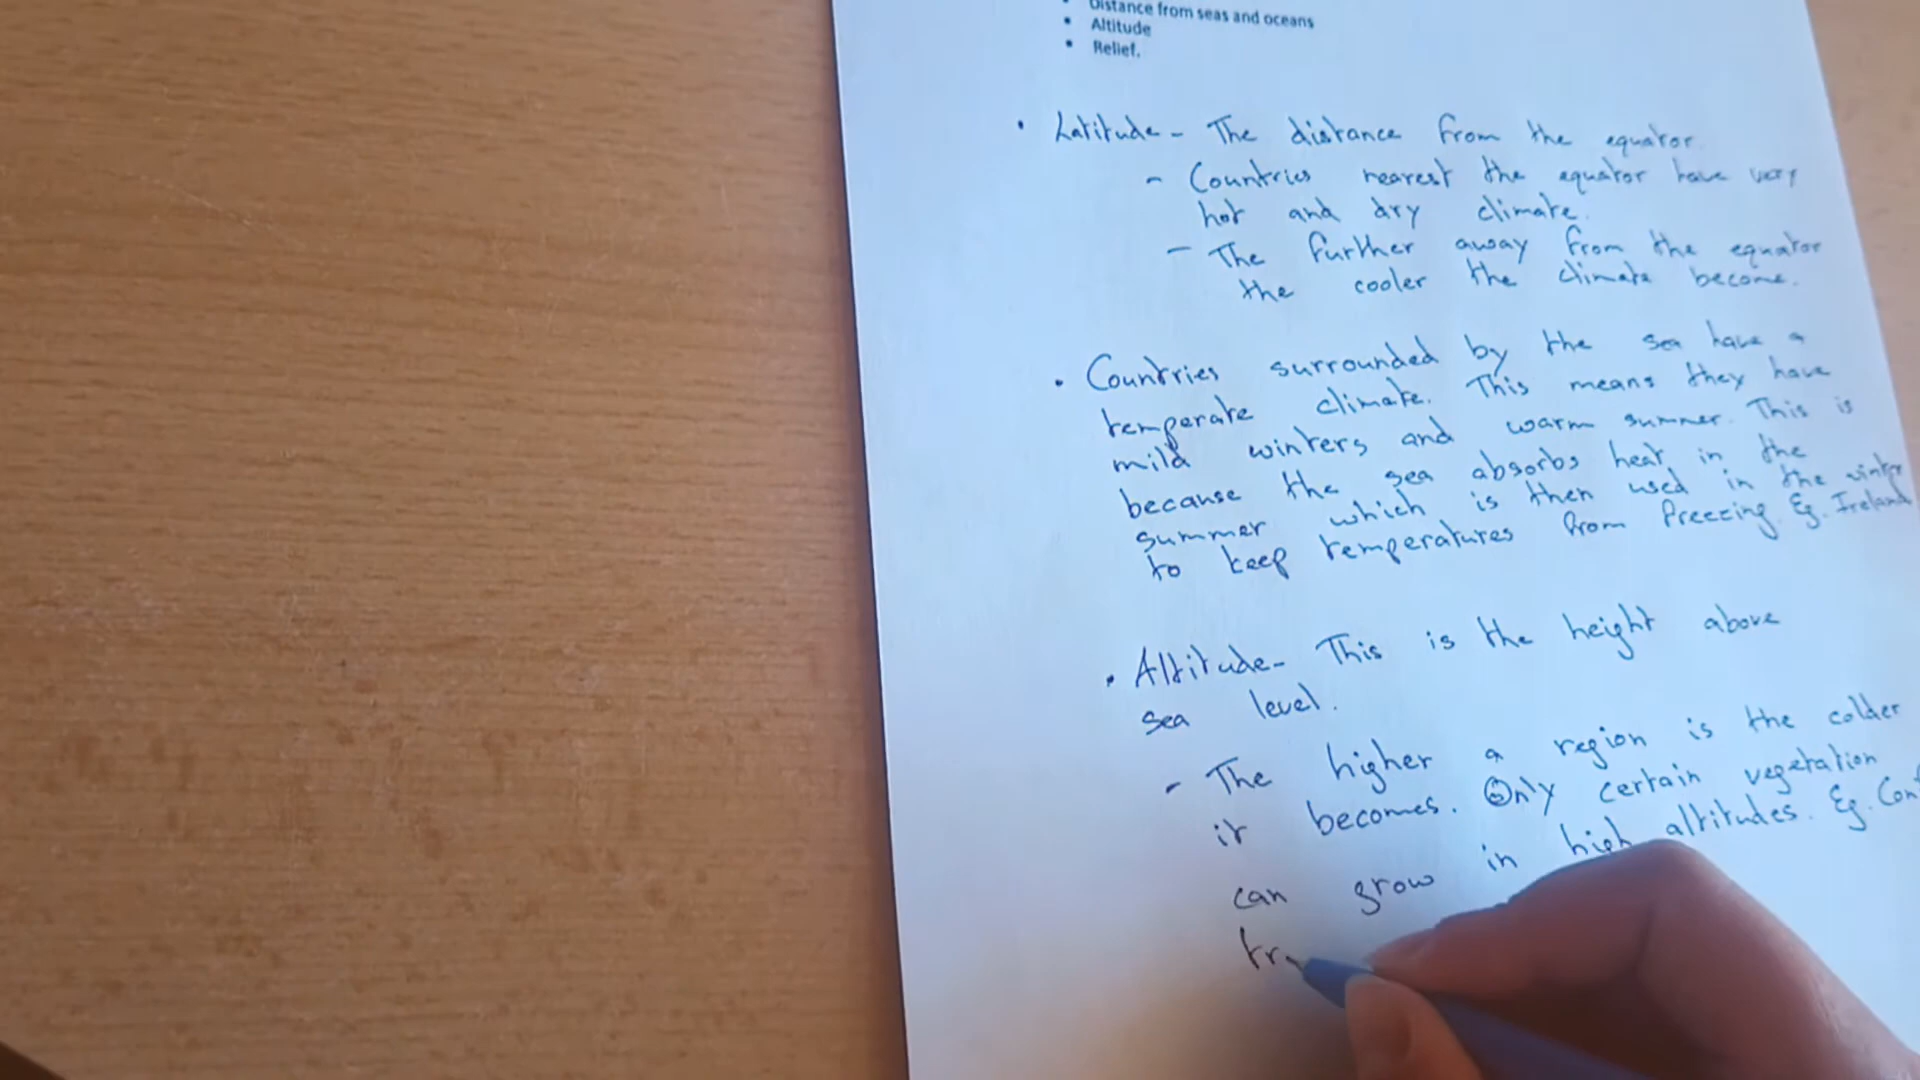 Distance from seas and oceans
Altitude
Relief.
Latitude - The distance from the equator.
- Countries nearest the equator have very
hot and dry climate.
- The further away from the equator
the cooler the climate become.
Countries surrounded by the sea have a
temperate climate. This means they have
mild winters and warm summer. This is
because the sea absorbs heat in the
summer which is then used in the winter
to keep temperatures from freezing. Eg. Ireland
Altitude - This is the height above
sea level.
- The higher a region is the colder
it becomes. Only certain vegetation
can grow in high altitudes. Eg.